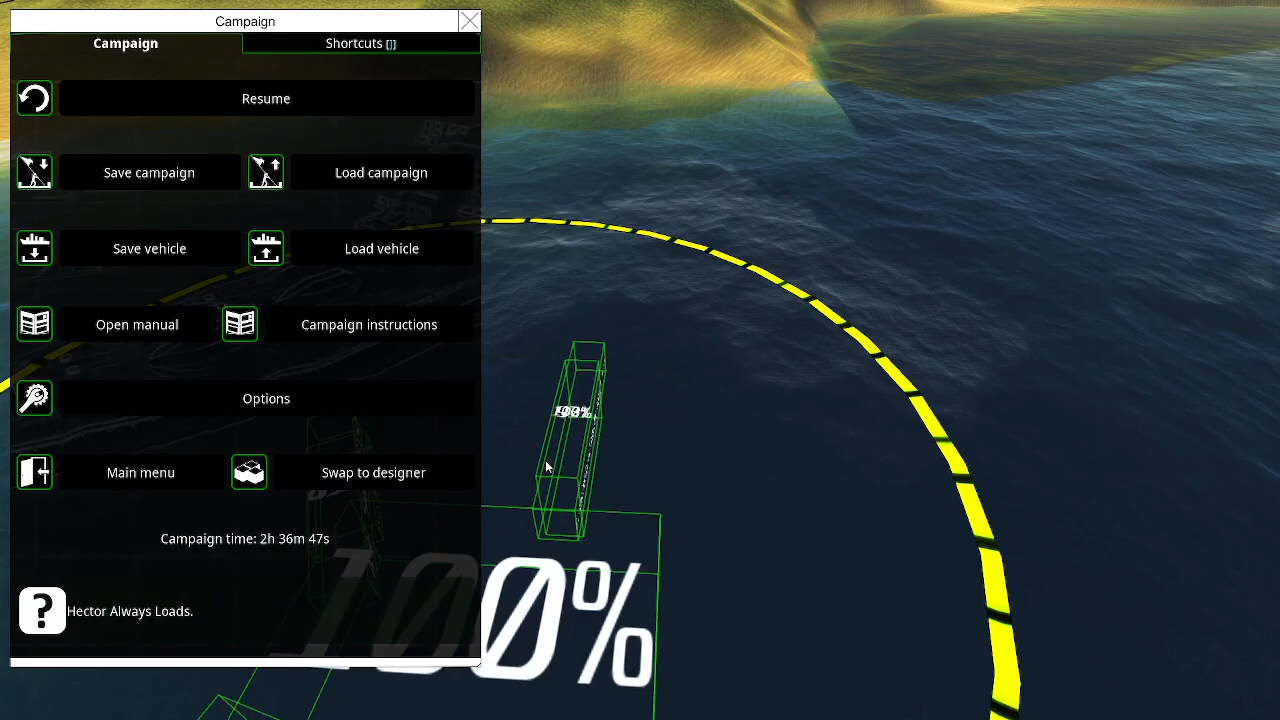 Campaign
Campaign
Shortcuts []]
Resume
Save campaign
Load campaign
Save vehicle
Load vehicle
Open manual
Campaign instructions
Options
Main menu
Swap to designer
Campaign time: 2h 36m 47s
? Hector Always Loads.
100%